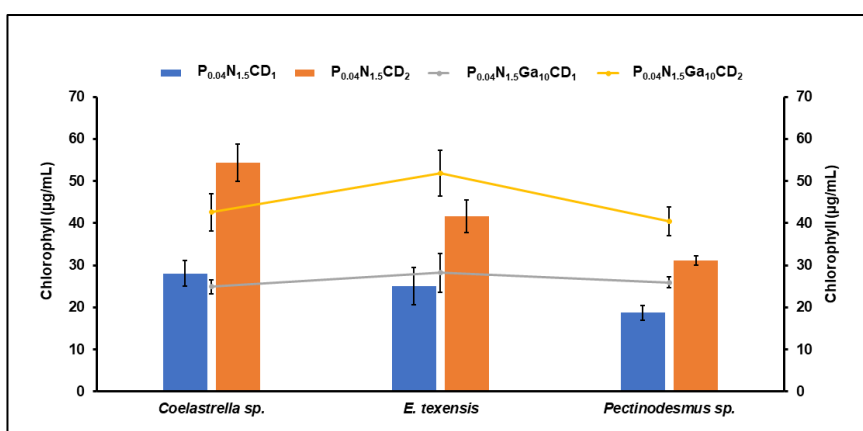 P₀.₀₄N₁.₅CD₁ P₀.₀₄N₁.₅CD₂ P₀.₀₄N₁.₅Ga₁₀CD₁ P₀.₀₄N₁.₅Ga₁₀CD₂
70 70
60 60
50 50
40 40
30 30
20 20
10 10
0 0
Chlorophyll (µg/mL)
Chlorophyll (µg/mL)
Coelastrella sp. E. texensis Pectinodesmus sp.